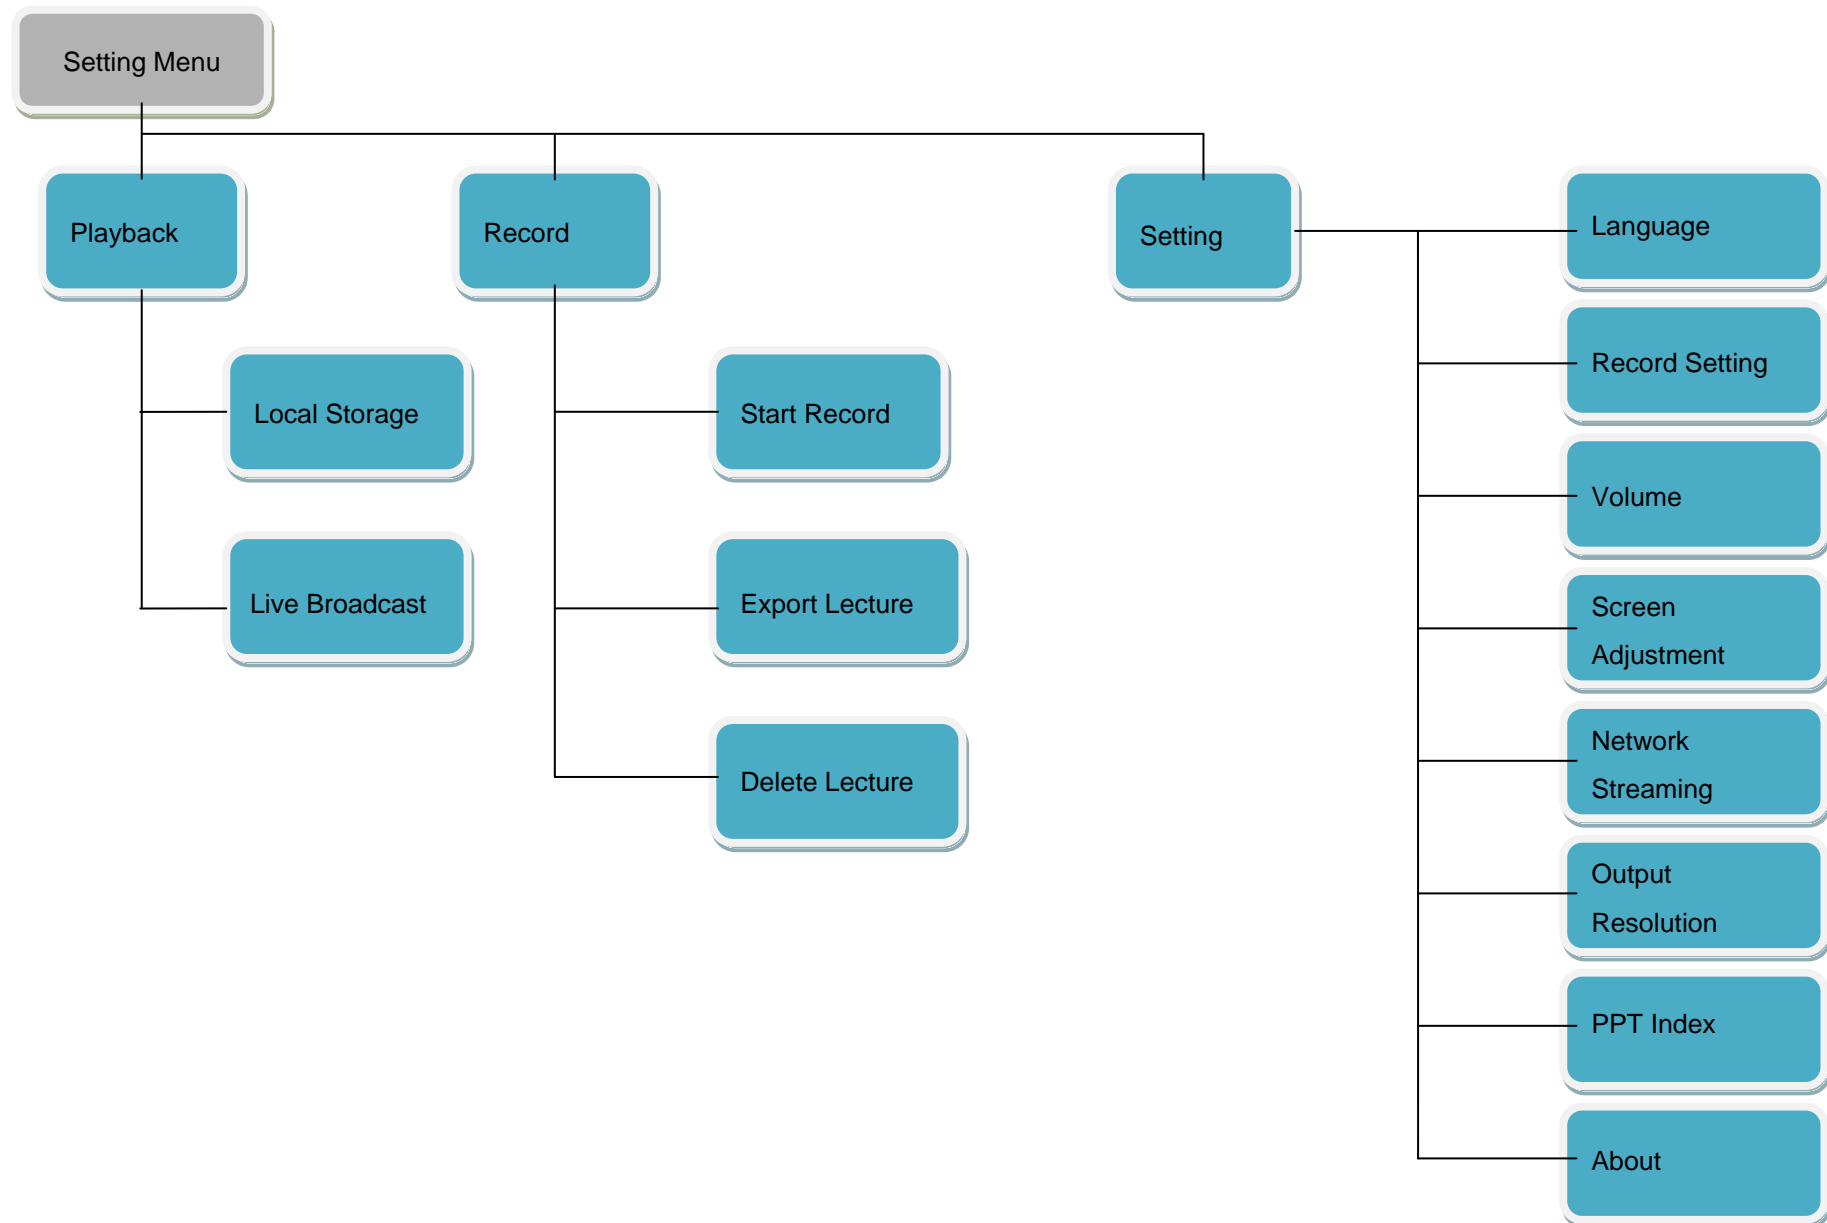 Setting Menu
Playback
Record
Setting
Local Storage
Live Broadcast
Start Record
Export Lecture
Delete Lecture
Language
Record Setting
Volume
Screen
Adjustment
Network
Streaming
Output
Resolution
PPT Index
About